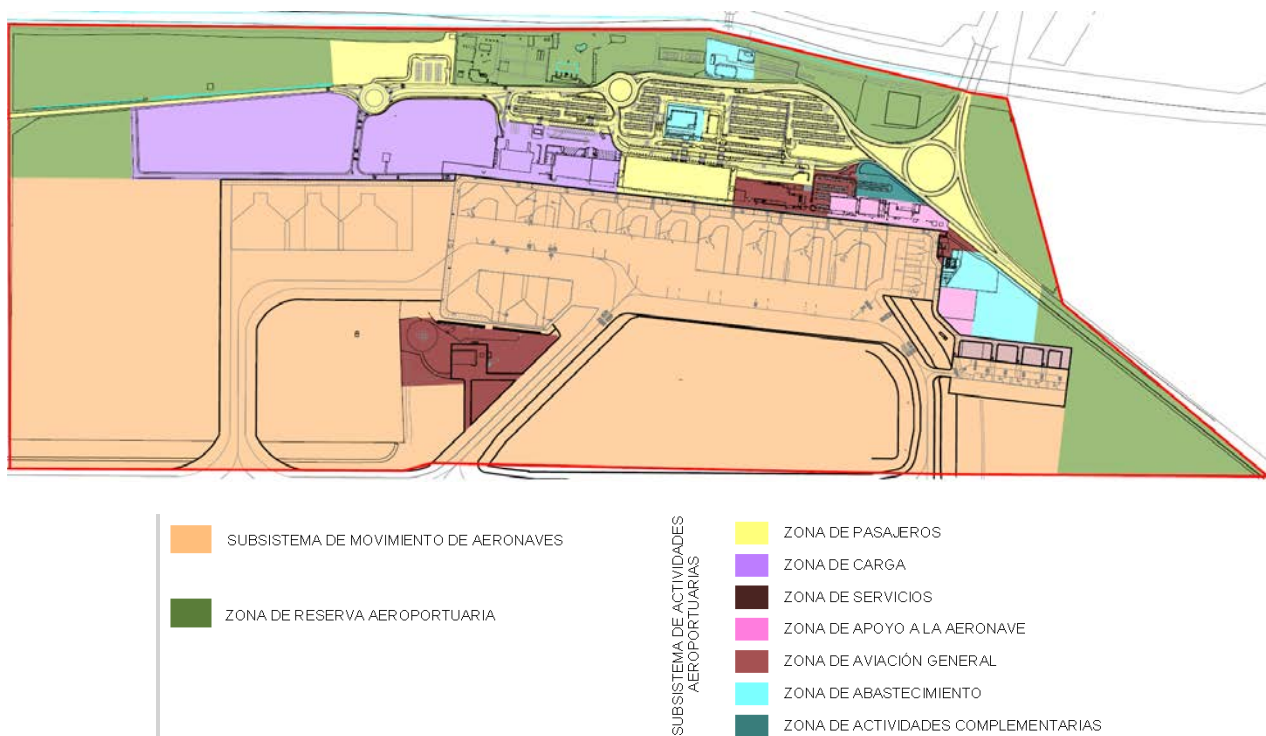 SUBSISTEMA DE MOVIMIENTO DE AERONAVES
ZONA DE RESERVA AEROPORTUARIA
SUBSISTEMA DE ACTIVIDADES
AEROPORTUARIAS
ZONA DE PASAJEROS
ZONA DE CARGA
ZONA DE SERVICIOS
ZONA DE APOYO A LA AERONAVE
ZONA DE AVIACIÓN GENERAL
ZONA DE ABASTECIMIENTO
ZONA DE ACTIVIDADES COMPLEMENTARIAS